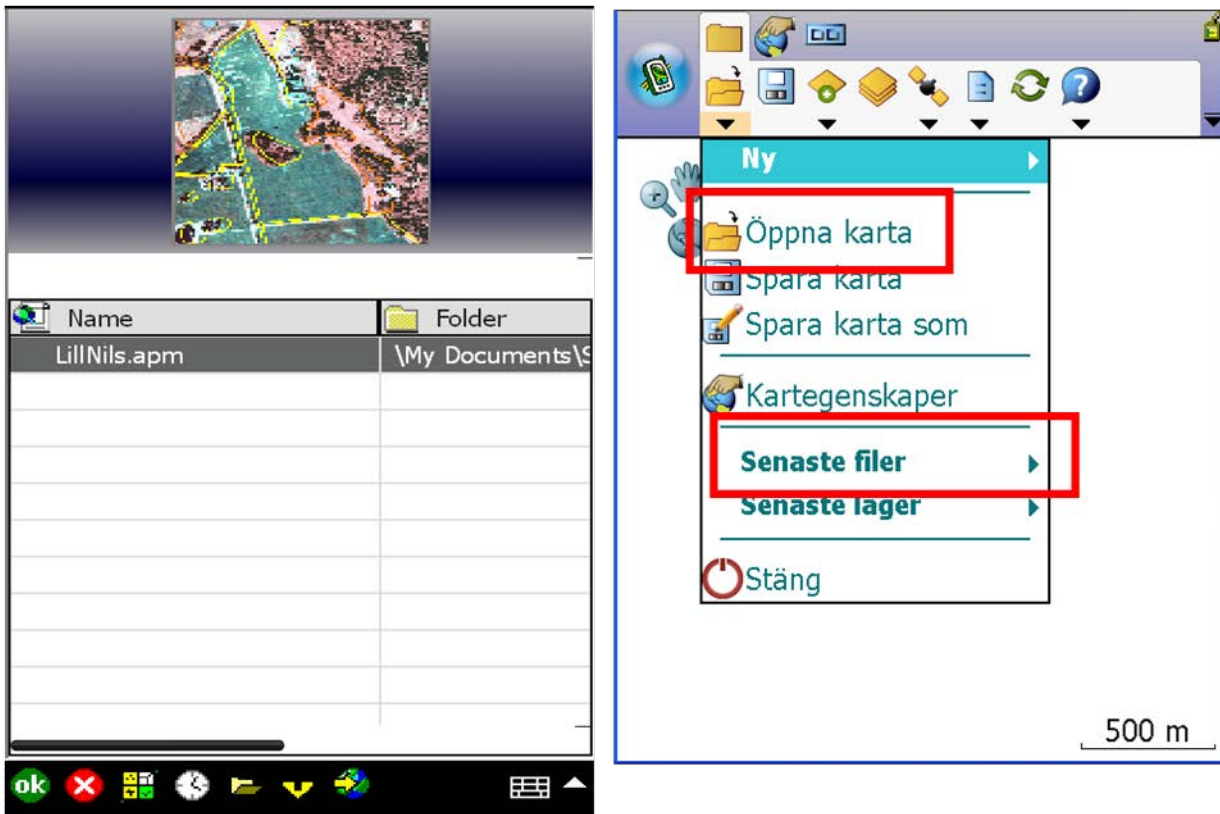 Name Folder
LillNils.apm \My Documents\S
ok
Ny
Öppna karta
Spara karta
Spara karta som
Kartegenskaper
Senaste filer
Senaste lager
Stäng
500 m